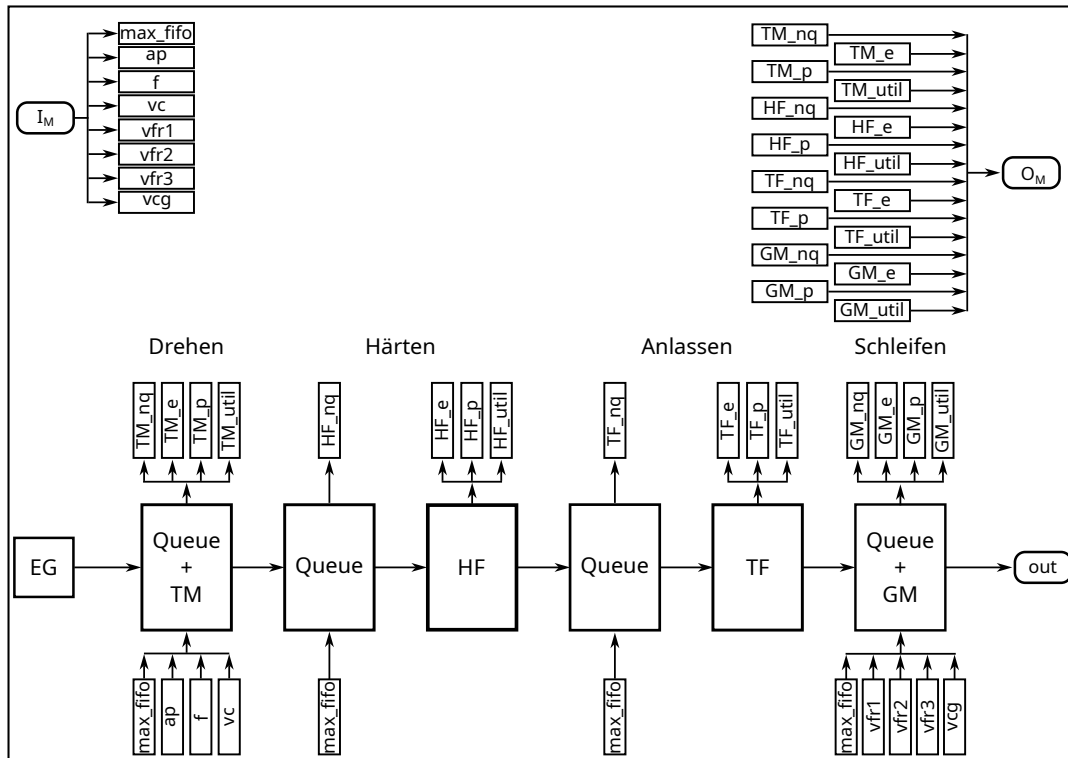 max_fifo
ap
f
vc
vfr1
vfr2
vfr3
vcg
I_M
TM_nq
TM_e
TM_p
TM_util
HF_nq
HF_e
HF_p
HF_util
TF_nq
TF_e
TF_p
TF_util
GM_nq
GM_e
GM_p
GM_util
O_M
Drehen
Härten
Anlassen
Schleifen
TM_nq
TM_e
TM_p
TM_util
HF_nq
HF_e
HF_p
HF_util
TF_nq
TF_e
TF_p
TF_util
GM_nq
GM_e
GM_p
GM_util
EG
Queue
+
TM
Queue
HF
Queue
TF
Queue
+
GM
out
max_fifo
ap
f
vc
max_fifo
max_fifo
max_fifo
vfr1
vfr2
vfr3
vcg